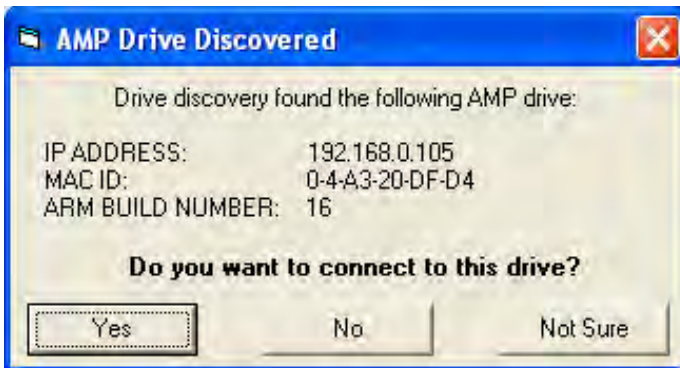 AMP Drive Discovered
Drive discovery found the following AMP drive:
IP ADDRESS: 192.168.0.105
MAC ID: 0-4-A3-20-DF-D4
ARM BUILD NUMBER: 16
Do you want to connect to this drive?
Yes No Not Sure